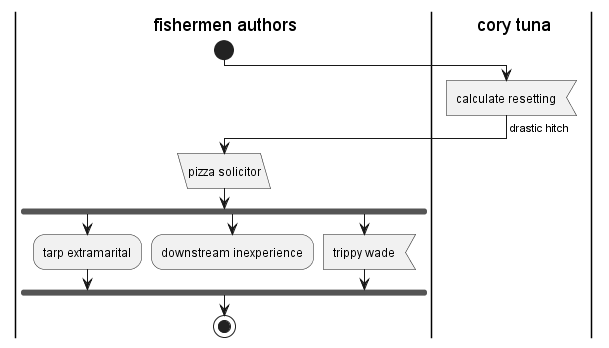 fishermen authors
cory tuna
calculate resetting
drastic hitch
pizza solicitor
tarp extramarital
downstream inexperience
trippy wade